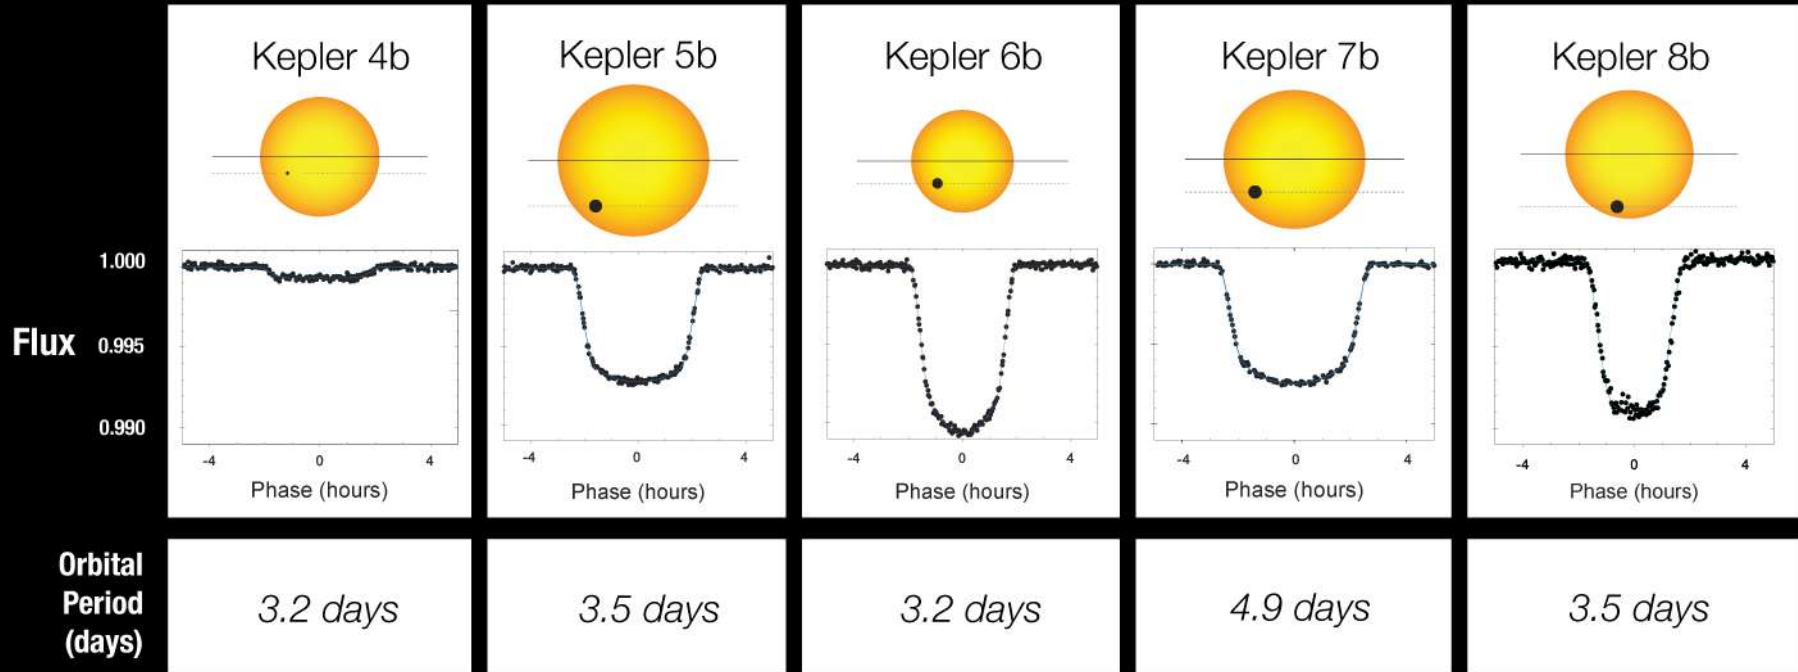 Kepler 4b
Kepler 5b
Kepler 6b
Kepler 7b
Kepler 8b
Flux
1.000
0.995
0.990
-4 0 4
Phase (hours)
-4 0 4
Phase (hours)
-4 0 4
Phase (hours)
-4 0 4
Phase (hours)
-4 0 4
Phase (hours)
Orbital
Period
(days)
3.2 days
3.5 days
3.2 days
4.9 days
3.5 days